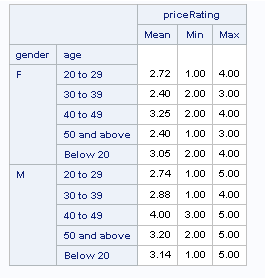 priceRating
Mean Min Max
gender age
F 20 to 29 2.72 1.00 4.00
30 to 39 2.40 2.00 3.00
40 to 49 3.25 2.00 4.00
50 and above 2.40 1.00 3.00
Below 20 3.05 2.00 4.00
M 20 to 29 2.74 1.00 5.00
30 to 39 2.88 1.00 4.00
40 to 49 4.00 3.00 5.00
50 and above 3.20 2.00 5.00
Below 20 3.14 1.00 5.00